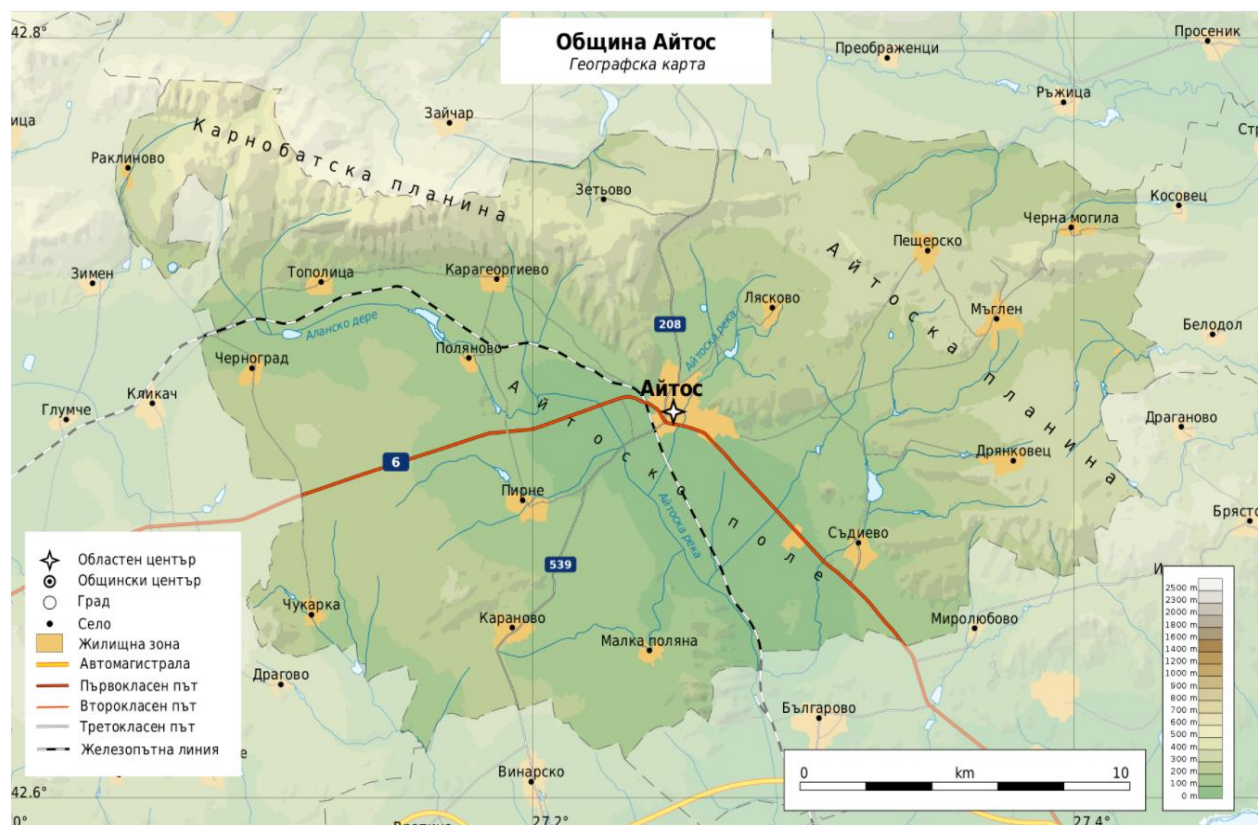 42.8°
Община Айтос
Географска карта
Преображенци
Просеник
Зайчар
Ръжица
ица
Стр
Карнобатска планина
Раклиново
Зетьово
Косовец
Черна могила
Пещерско
Айтоска планина
Зимен
Тополица
Карагеоргиево
Лясково
Мъглен
Аланско дере
208
Айтоска река
Белодол
Черноград
Поляново
Айтос
Кликач
Глумче
Айтоско поле
Драганово
6
Дрянковец
Пирне
Айтоска река
Брясто
Съдиево
539
Областен център
Общински център
Град
Село
Жилищна зона
Автомагистрала
Първокласен път
Второкласен път
Третокласен път
Железопътна линия
Чукарка
Караново
Малка поляна
Миролюбово
2500 m
2300 m
2000 m
1800 m
1600 m
1400 m
1200 m
1000 m
900 m
800 m
700 m
600 m
500 m
400 m
300 m
200 m
100 m
0 m
Драгово
Българово
Винарско
0 km 10
42.6°
0°
27.2°
27.4°